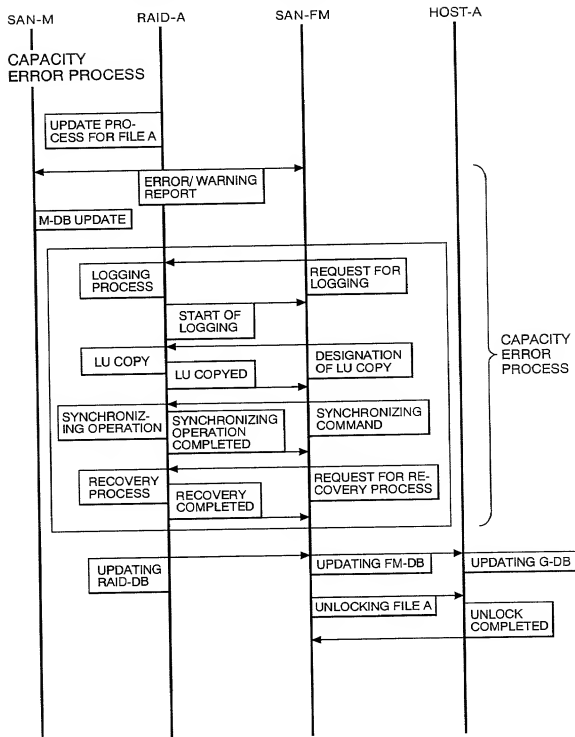 SAN-M
RAID-A
SAN-FM
HOST-A
CAPACITY
ERROR PROCESS
UPDATE PRO-
CESS FOR FILE A
ERROR/ WARNING
REPORT
M-DB UPDATE
LOGGING
PROCESS
REQUEST FOR
LOGGING
START OF
LOGGING
LU COPY
DESIGNATION
OF LU COPY
LU COPYED
CAPACITY
ERROR
PROCESS
SYNCHRONIZ-
ING OPERATION
SYNCHRONIZING
COMMAND
SYNCHRONIZING
OPERATION
COMPLETED
RECOVERY
PROCESS
REQUEST FOR RE-
COVERY PROCESS
RECOVERY
COMPLETED
UPDATING
RAID-DB
UPDATING FM-DB
UPDATING G-DB
UNLOCKING FILE A
UNLOCK
COMPLETED